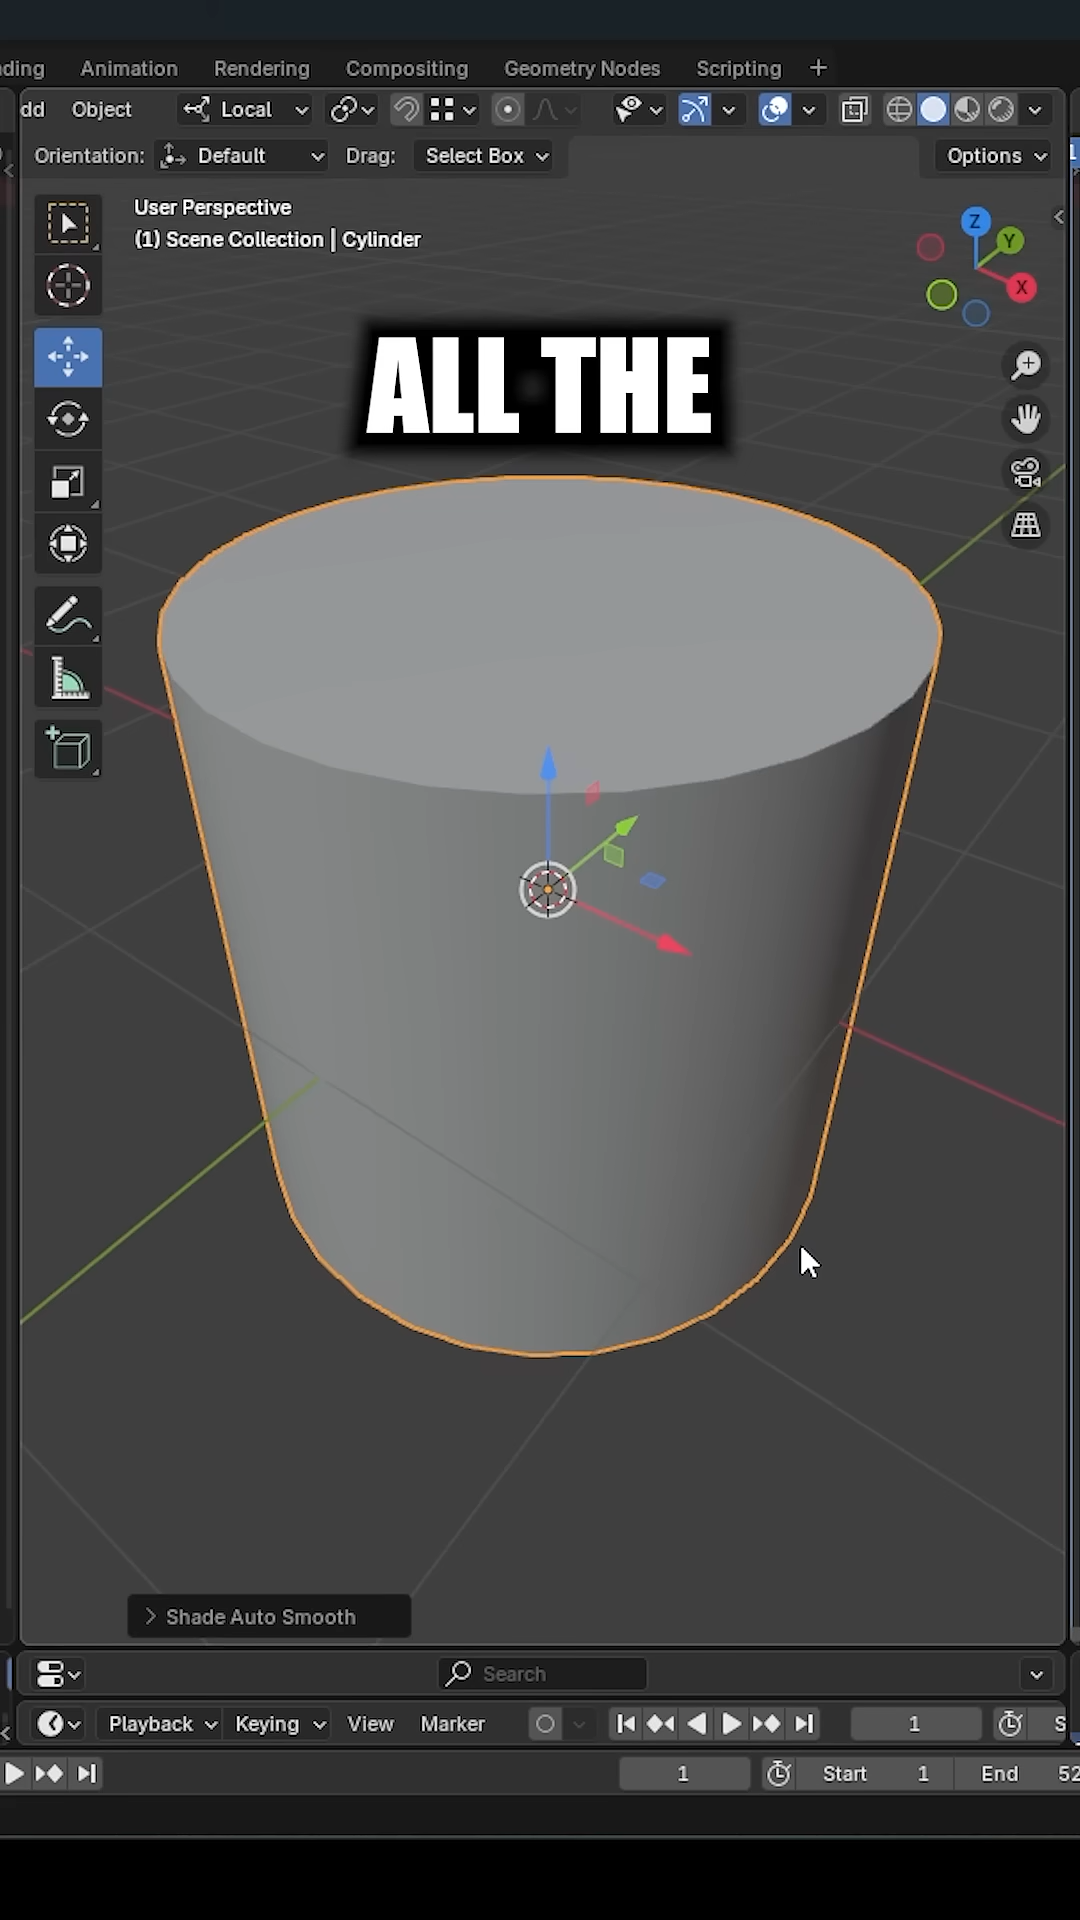 ding Animation Rendering Compositing Geometry Nodes Scripting +
dd Object Local
Orientation: Default Drag: Select Box Options
User Perspective
(1) Scene Collection | Cylinder
Z
Y
X
ALL THE
Shade Auto Smooth
Search
Playback Keying View Marker 1 S
1 Start 1 End 52